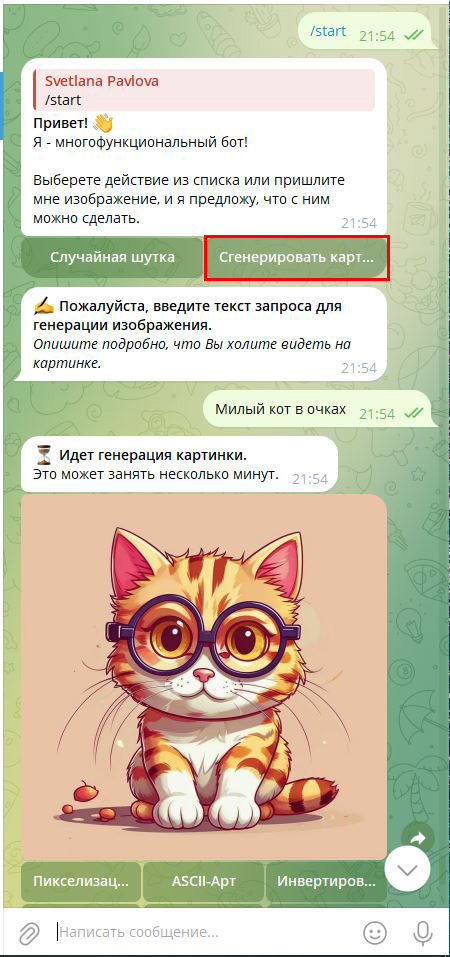 /start
21:54
Svetlana Pavlova
/start
Привет! 👋
Я - многофункциональный бот!
Выберете действие из списка или пришлите
мне изображение, и я предложу, что с ним
можно сделать.
21:54
Случайная шутка
Сгенерировать карт...
✍️ Пожалуйста, введите текст запроса для
генерации изображения.
Опишите подробно, что Вы холите видеть на
картинке.
21:54
Милый кот в очках
21:54
⏳ Идет генерация картинки.
Это может занять несколько минут.
21:54
Пикселизац...
ASCII-Арт
Инвертиров...
Написать сообщение...